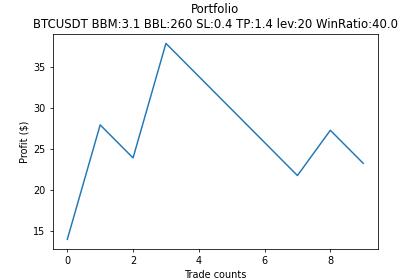 Portfolio
BTCUSDT BBM:3.1 BBL:260 SL:0.4 TP:1.4 lev:20 WinRatio:40.0
35
30
25
20
15
Profit ($)
0 2 4 6 8
Trade counts